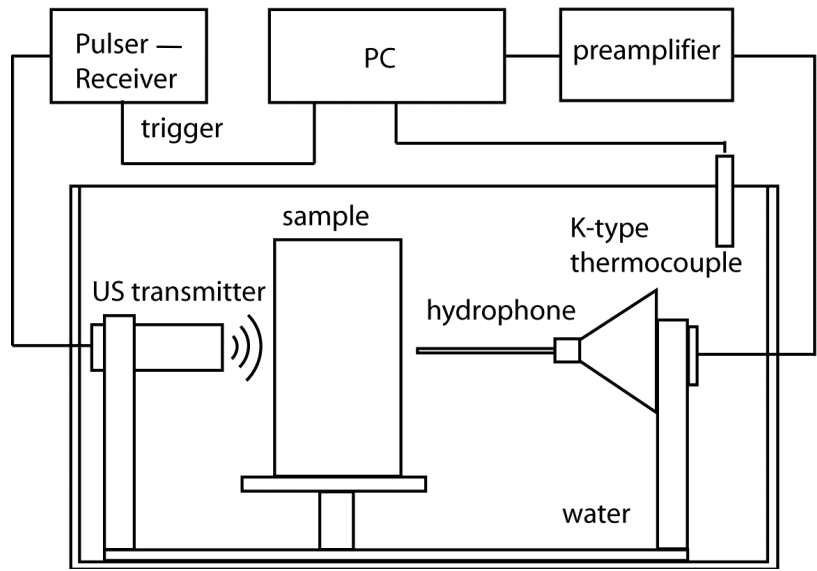 Pulser —
Receiver
PC
preamplifier
trigger
sample
K-type
thermocouple
US transmitter
hydrophone
water